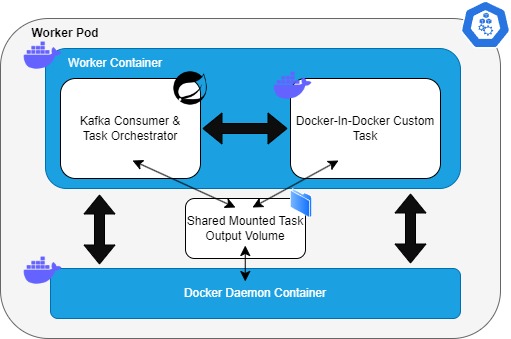 Worker Pod
Worker Container
Kafka Consumer &
Task Orchestrator
Docker-In-Docker Custom
Task
Shared Mounted Task
Output Volume
Docker Daemon Container